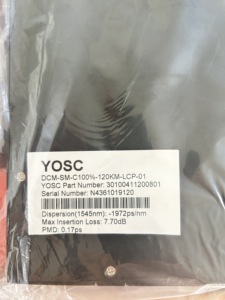 YOSC
DCM-SM-C100%-120KM-LCP-01
YOSC Part Number: 30100411200801
Serial Number: N4361019120
Dispersion(1545nm): -1972ps/nm
Max Insertion Loss: 7.70dB
PMD: 0.17ps